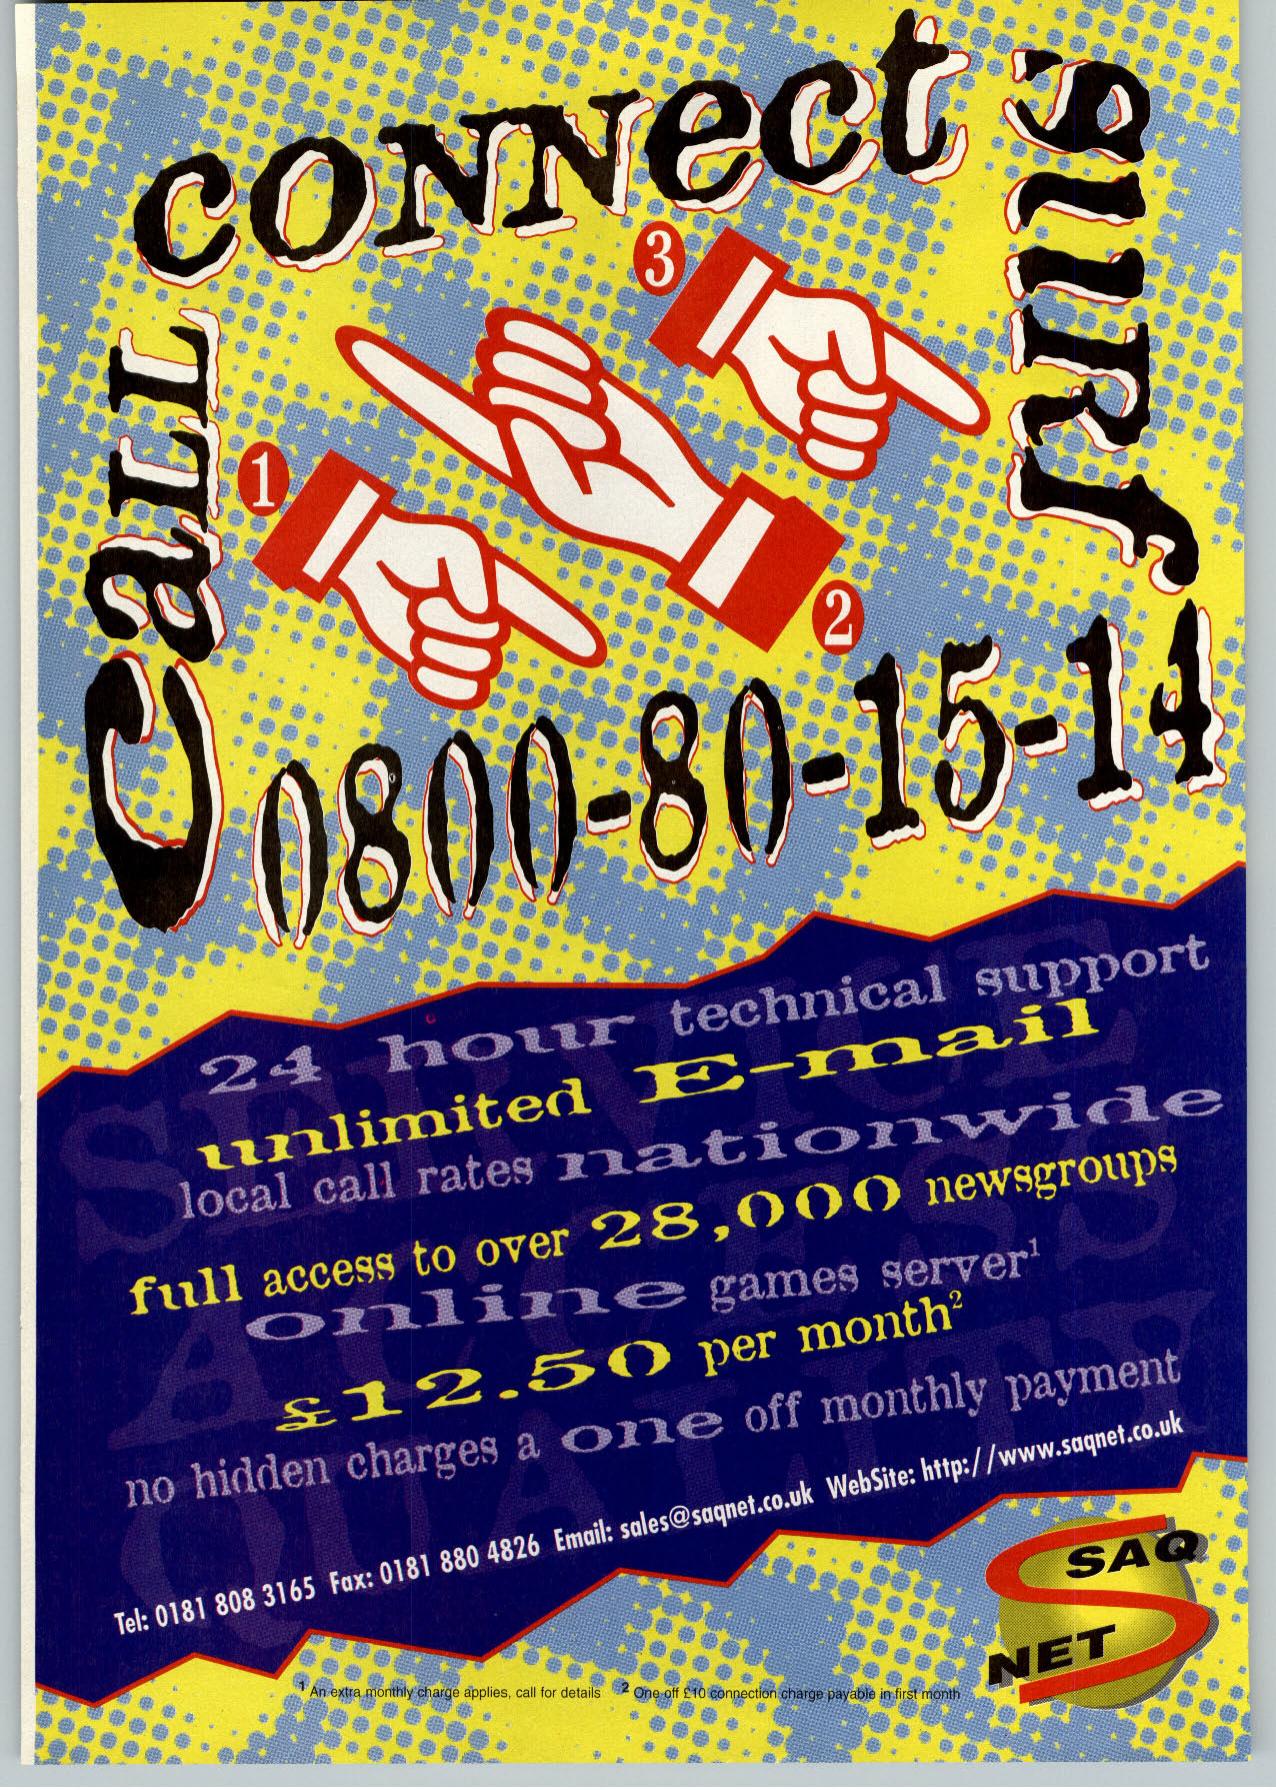 CaLL
coNNect
& suRf
1
2
3
0800-80-15-14
SERVICE
ACCESS
QUALITY
24 hour technical support
unlimited E-mail
local call rates nationwide
full access to over 28,000 newsgroups
online games server¹
£12.50 per month²
no hidden charges a one off monthly payment
Tel: 0181 808 3165 Fax: 0181 880 4826 Email: sales@saqnet.co.uk WebSite: http://www.saqnet.co.uk
SAQ
NET
¹ An extra monthly charge applies, call for details ² One off £10 connection charge payable in first month